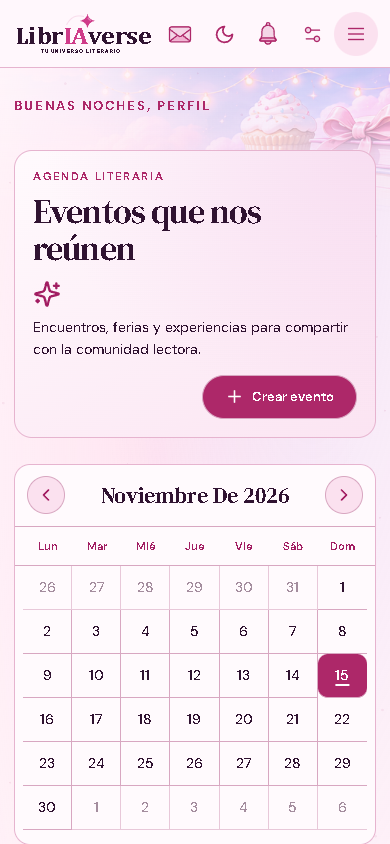 LibrIAverse
TU UNIVERSO LITERARIO
BUENAS NOCHES, PERFIL
AGENDA LITERARIA
Eventos que nos
reúnen
Encuentros, ferias y experiencias para compartir
con la comunidad lectora.
Crear evento
Noviembre De 2026
Lun Mar Mié Jue Vie Sáb Dom
26 27 28 29 30 31 1
2 3 4 5 6 7 8
9 10 11 12 13 14 15
16 17 18 19 20 21 22
23 24 25 26 27 28 29
30 1 2 3 4 5 6